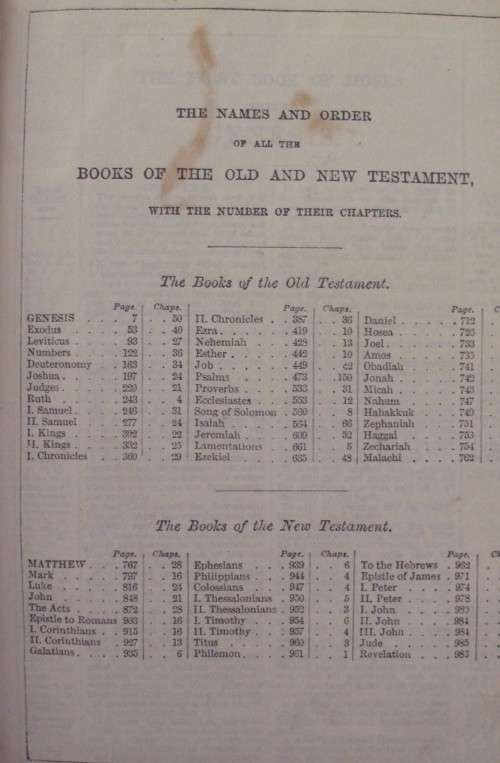 THE NAMES AND ORDER
OF ALL THE
BOOKS OF THE OLD AND NEW TESTAMENT,
WITH THE NUMBER OF THEIR CHAPTERS.
The Books of the Old Testament.
Page. Chaps.
GENESIS . . . 7 . . 50
Exodus . . . . 53 . . 40
Leviticus . . . 93 . . 27
Numbers . . . 122 . . 36
Deuteronomy . 163 . . 34
Joshua . . . . 197 . . 24
Judges . . . . 220 . . 21
Ruth . . . . 243 . . 4
I. Samuel . . . 246 . . 31
II. Samuel . . . 277 . . 24
I. Kings . . . 302 . . 22
II. Kings . . . 332 . . 25
I. Chronicles . . 360 . . 29
Page. Chaps.
II. Chronicles . . 387 . . 36
Ezra . . . . . 419 . . 10
Nehemiah . . . 428 . . 13
Esther . . . . 442 . . 10
Job . . . . . 449 . . 42
Psalms . . . . 473 . . 150
Proverbs . . . 533 . . 31
Ecclesiastes . . 553 . . 12
Song of Solomon . 560 . . 8
Isaiah . . . . 564 . . 66
Jeremiah . . . 609 . . 52
Lamentations . . 661 . . 5
Ezekiel . . . . 665 . . 48
Page.
Daniel . . . . 712
Hosea . . . . 726
Joel . . . . . 733
Amos . . . . 735
Obadiah . . . 741
Jonah . . . . 742
Micah . . . . 743
Nahum . . . . 747
Habakkuk . . . 749
Zephaniah . . . 751
Haggai . . . . 753
Zechariah . . . 754
Malachi . . . . 762
The Books of the New Testament.
Page. Chaps.
MATTHEW . . . 767 . . 28
Mark . . . . 797 . . 16
Luke . . . . 816 . . 24
John . . . . 848 . . 21
The Acts . . . 872 . . 28
Epistle to Romans 903 . . 16
I. Corinthians . . 915 . . 16
II. Corinthians . . 927 . . 13
Galatians . . . . 935 . . 6
Page. Chaps.
Ephesians . . . 939 . . 6
Philippians . . . 944 . . 4
Colossians . . . 947 . . 4
I. Thessalonians . 950 . . 5
II. Thessalonians . 952 . . 3
I. Timothy . . . 954 . . 6
II. Timothy . . . 957 . . 4
Titus . . . . 960 . . 3
Philemon . . . . 961 . . 1
Page.
To the Hebrews . 962
Epistle of James . 971
I. Peter . . . . 974
II. Peter . . . . 978
I. John . . . . 980
II. John . . . . 984
III. John . . . . 984
Jude . . . . . 985
Revelation . . . 985